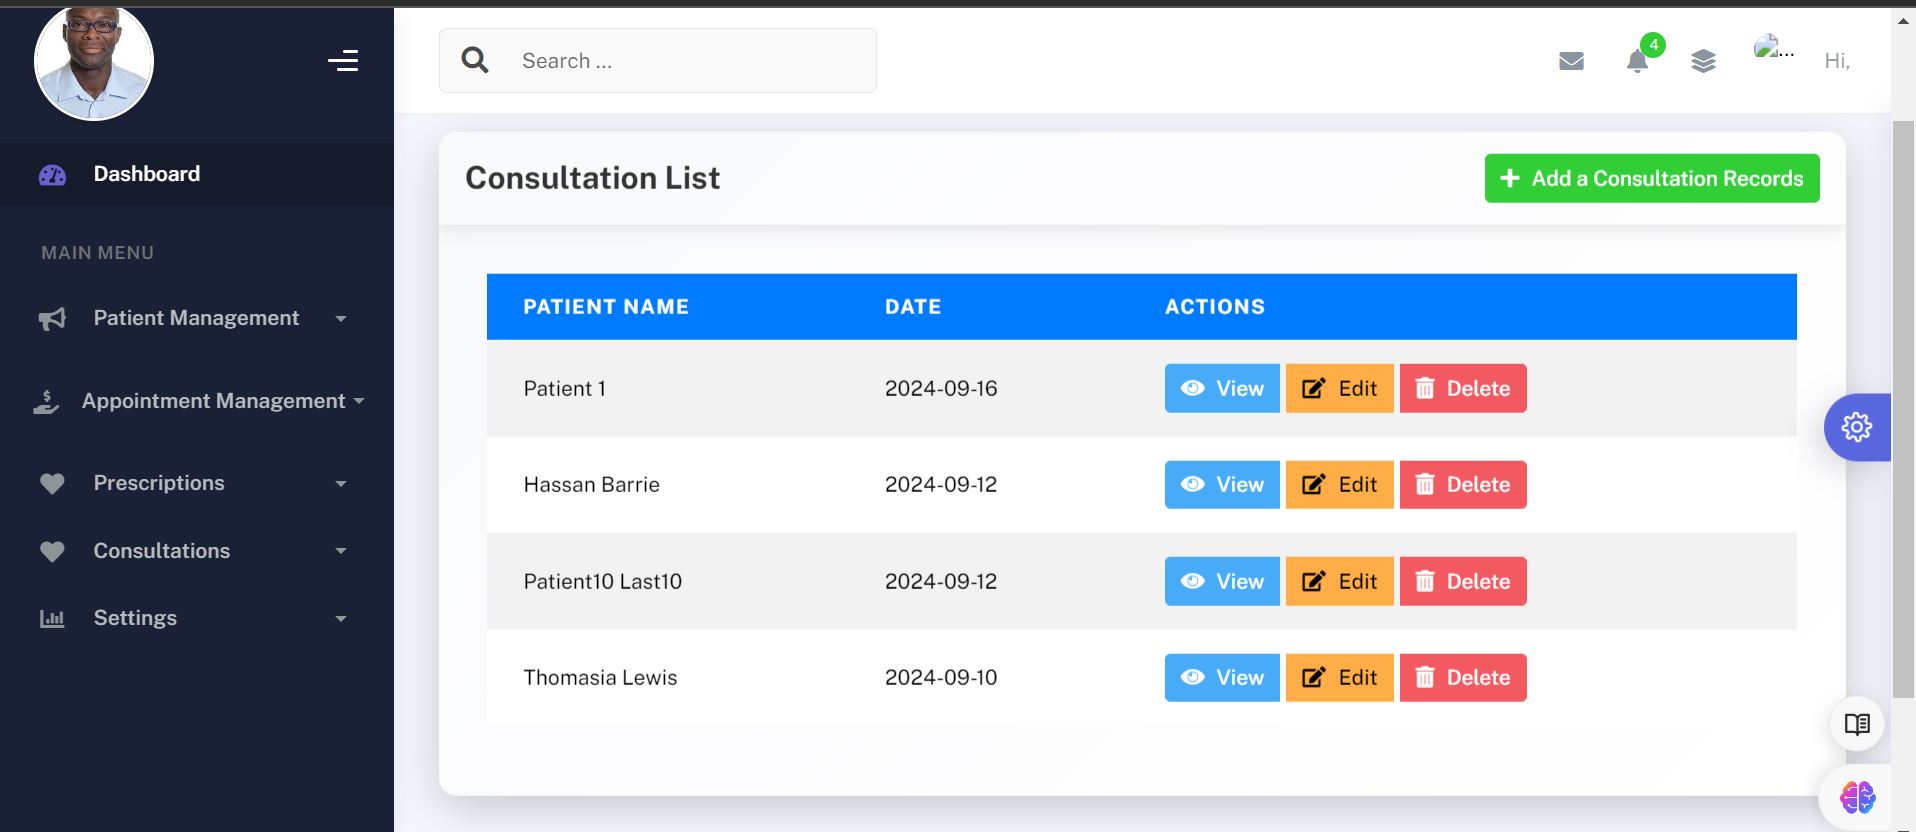 Search ...
4
...
Hi,
Dashboard
MAIN MENU
Patient Management
Appointment Management
Prescriptions
Consultations
Settings
Consultation List
Add a Consultation Records
PATIENT NAME DATE ACTIONS
Patient 1 2024-09-16 View Edit Delete
Hassan Barrie 2024-09-12 View Edit Delete
Patient10 Last10 2024-09-12 View Edit Delete
Thomasia Lewis 2024-09-10 View Edit Delete